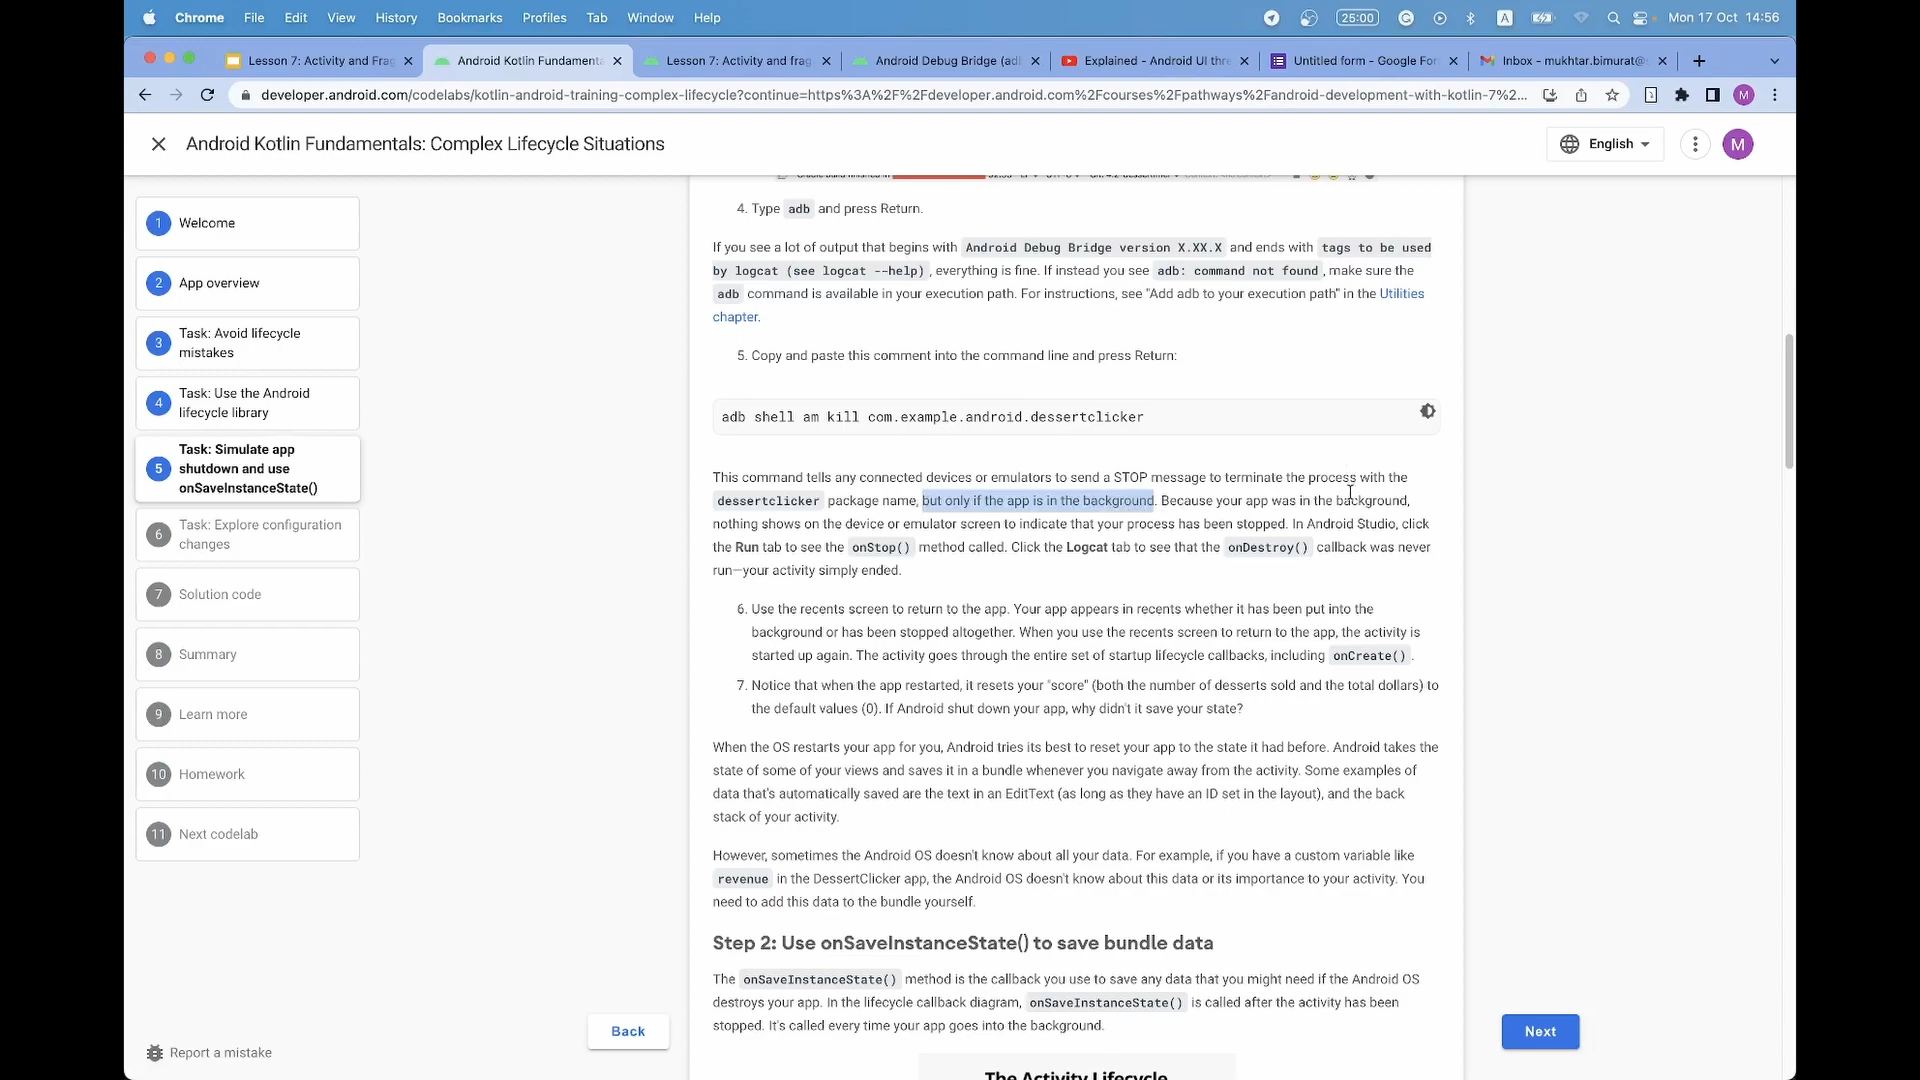 Chrome File Edit View History Bookmarks Profiles Tab Window Help 25:00 A Mon 17 Oct 14:56
Lesson 7: Activity and Frag Android Kotlin Fundamenta Lesson 7: Activity and frag Android Debug Bridge (ad Explained - Android UI thre Untitled form - Google For Inbox - mukhtar.bimurat@
developer.android.com/codelabs/kotlin-android-training-complex-lifecycle?continue=https%3A%2F%2Fdeveloper.android.com%2Fcourses%2Fpathways%2Fandroid-development-with-kotlin-7%2... M
Android Kotlin Fundamentals: Complex Lifecycle Situations
English
M
1 Welcome
2 App overview
3 Task: Avoid lifecycle
mistakes
4 Task: Use the Android
lifecycle library
5 Task: Simulate app
shutdown and use
onSaveInstanceState()
6 Task: Explore configuration
changes
7 Solution code
8 Summary
9 Learn more
10 Homework
11 Next codelab
Report a mistake
4. Type adb and press Return.
If you see a lot of output that begins with Android Debug Bridge version X.XX.X and ends with tags to be used
by logcat (see logcat --help), everything is fine. If instead you see adb: command not found, make sure the
adb command is available in your execution path. For instructions, see "Add adb to your execution path" in the Utilities
chapter.
5. Copy and paste this comment into the command line and press Return:
adb shell am kill com.example.android.dessertclicker
This command tells any connected devices or emulators to send a STOP message to terminate the process with the
dessertclicker package name, but only if the app is in the background. Because your app was in the background,
nothing shows on the device or emulator screen to indicate that your process has been stopped. In Android Studio, click
the Run tab to see the onStop() method called. Click the Logcat tab to see that the onDestroy() callback was never
run—your activity simply ended.
6. Use the recents screen to return to the app. Your app appears in recents whether it has been put into the
background or has been stopped altogether. When you use the recents screen to return to the app, the activity is
started up again. The activity goes through the entire set of startup lifecycle callbacks, including onCreate().
7. Notice that when the app restarted, it resets your "score" (both the number of desserts sold and the total dollars) to
the default values (0). If Android shut down your app, why didn't it save your state?
When the OS restarts your app for you, Android tries its best to reset your app to the state it had before. Android takes the
state of some of your views and saves it in a bundle whenever you navigate away from the activity. Some examples of
data that's automatically saved are the text in an EditText (as long as they have an ID set in the layout), and the back
stack of your activity.
However, sometimes the Android OS doesn't know about all your data. For example, if you have a custom variable like
revenue in the DessertClicker app, the Android OS doesn't know about this data or its importance to your activity. You
need to add this data to the bundle yourself.
Step 2: Use onSaveInstanceState() to save bundle data
The onSaveInstanceState() method is the callback you use to save any data that you might need if the Android OS
destroys your app. In the lifecycle callback diagram, onSaveInstanceState() is called after the activity has been
stopped. It's called every time your app goes into the background.
The Activity Lifecycle
Back
Next